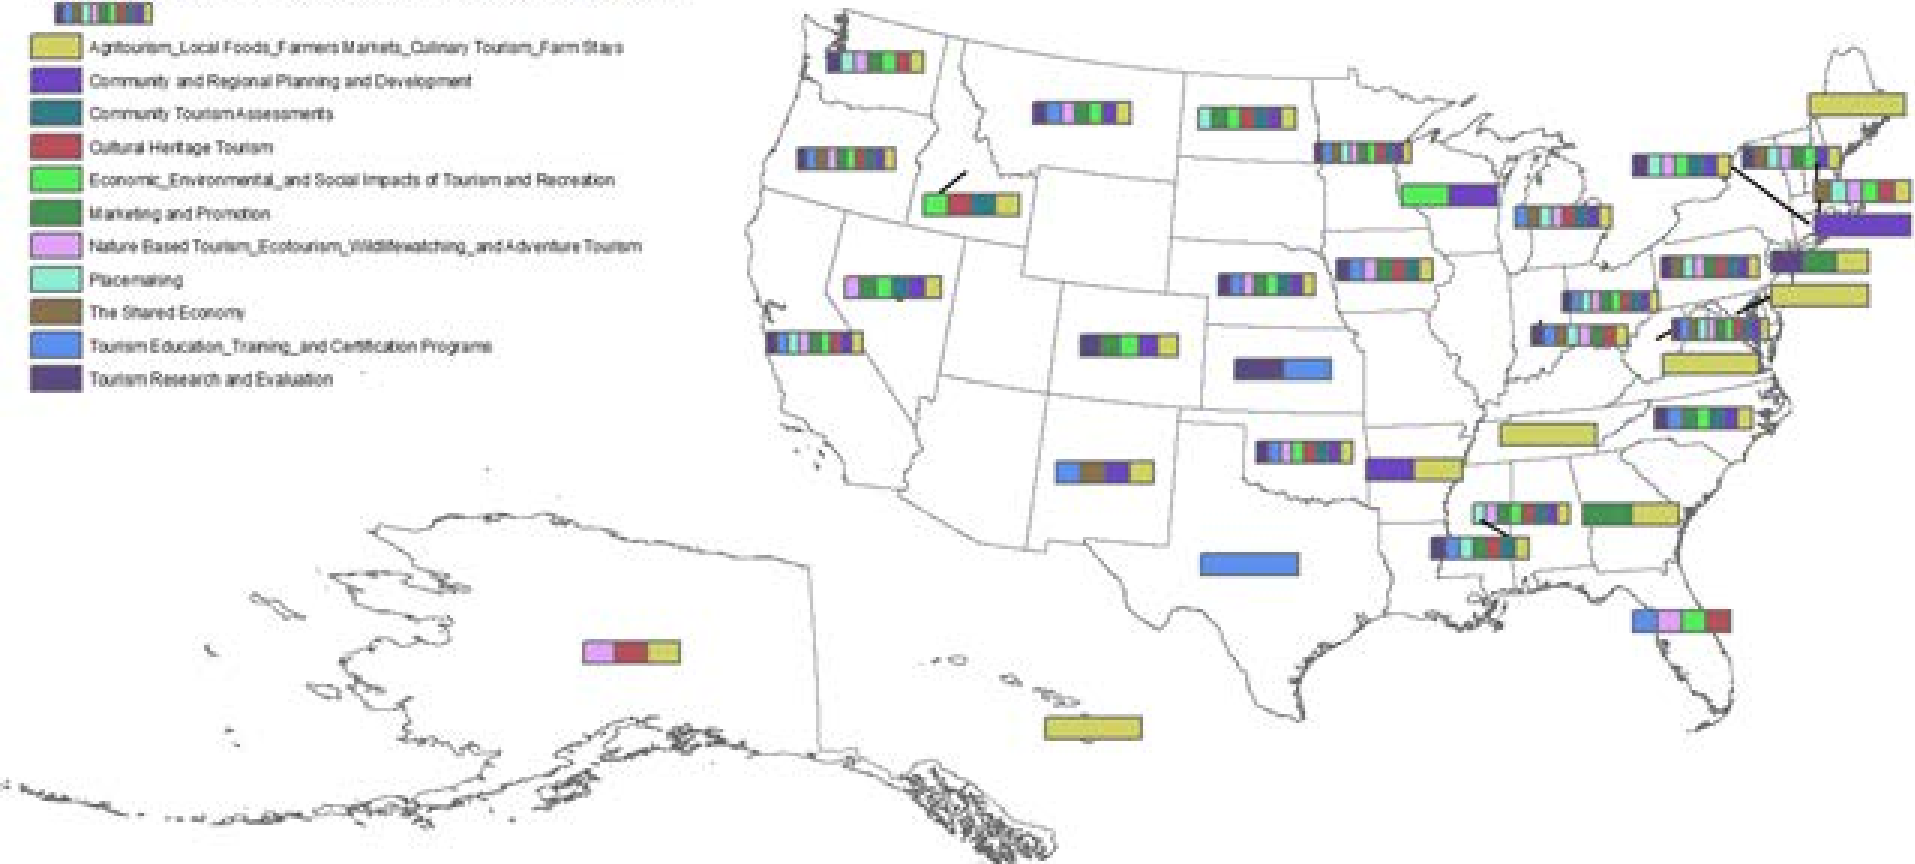 Agritourism_Local Foods_Farmers Markets_Culinary Tourism_Farm Stays
Community and Regional Planning and Development
Community Tourism Assessments
Cultural Heritage Tourism
Economic_Environmental_and Social Impacts of Tourism and Recreation
Marketing and Promotion
Nature Based Tourism_Ecotourism_Wildlifewatching_and Adventure Tourism
Placemaking
The Shared Economy
Tourism Education_Training_and Certification Programs
Tourism Research and Evaluation